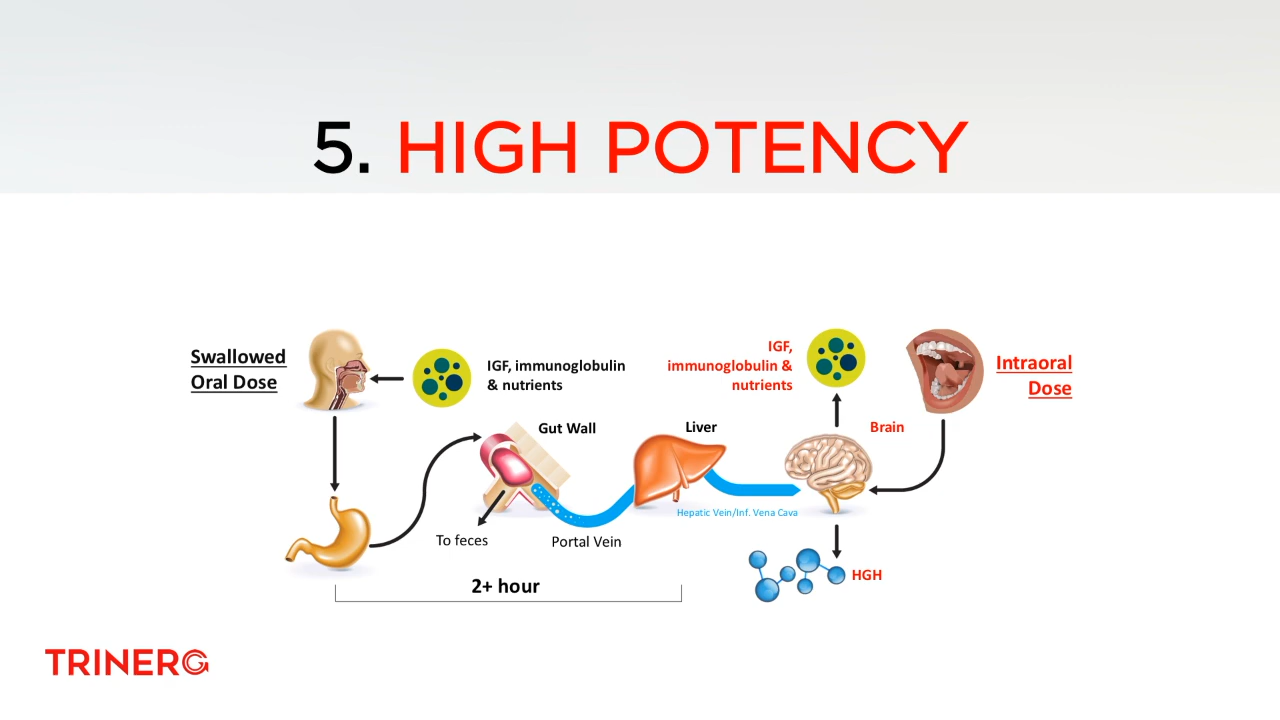 5. HIGH POTENCY
Swallowed
Oral Dose
IGF, immunoglobulin
& nutrients
IGF,
immunoglobulin &
nutrients
Intraoral
Dose
Gut Wall
Liver
Brain
Hepatic Vein/Inf. Vena Cava
To feces
Portal Vein
HGH
2+ hour
TRINERG